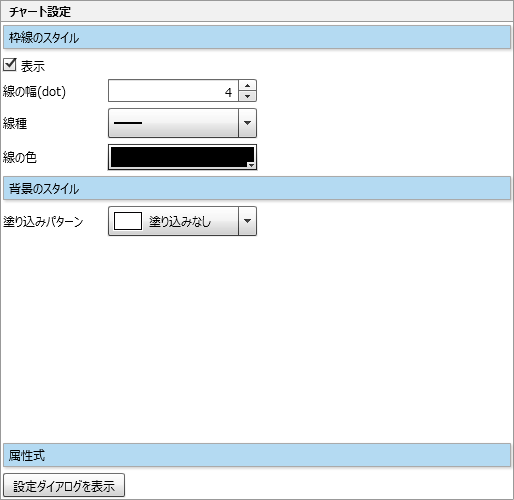 チャート設定
枠線のスタイル
表示
線の幅(dot) 4
線種
線の色
背景のスタイル
塗り込みパターン 塗り込みなし
属性式
設定ダイアログを表示